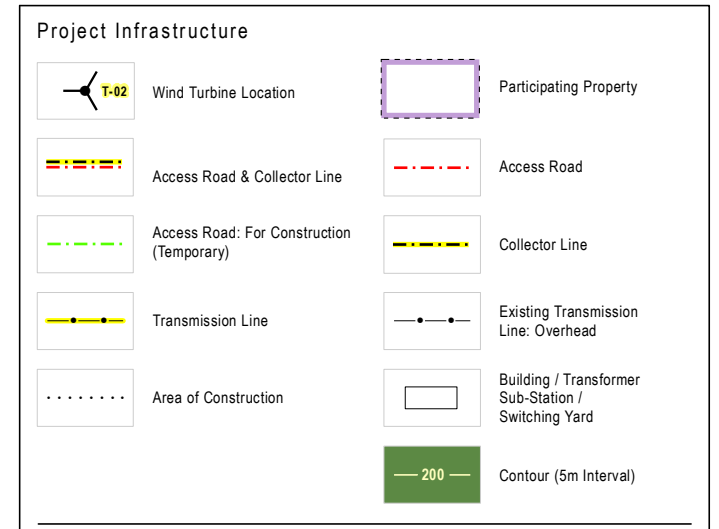 Project Infrastructure
T-02
Wind Turbine Location
Participating Property
Access Road & Collector Line
Access Road
Access Road: For Construction
(Temporary)
Collector Line
Transmission Line
Existing Transmission
Line: Overhead
Area of Construction
Building / Transformer
Sub-Station /
Switching Yard
200
Contour (5m Interval)